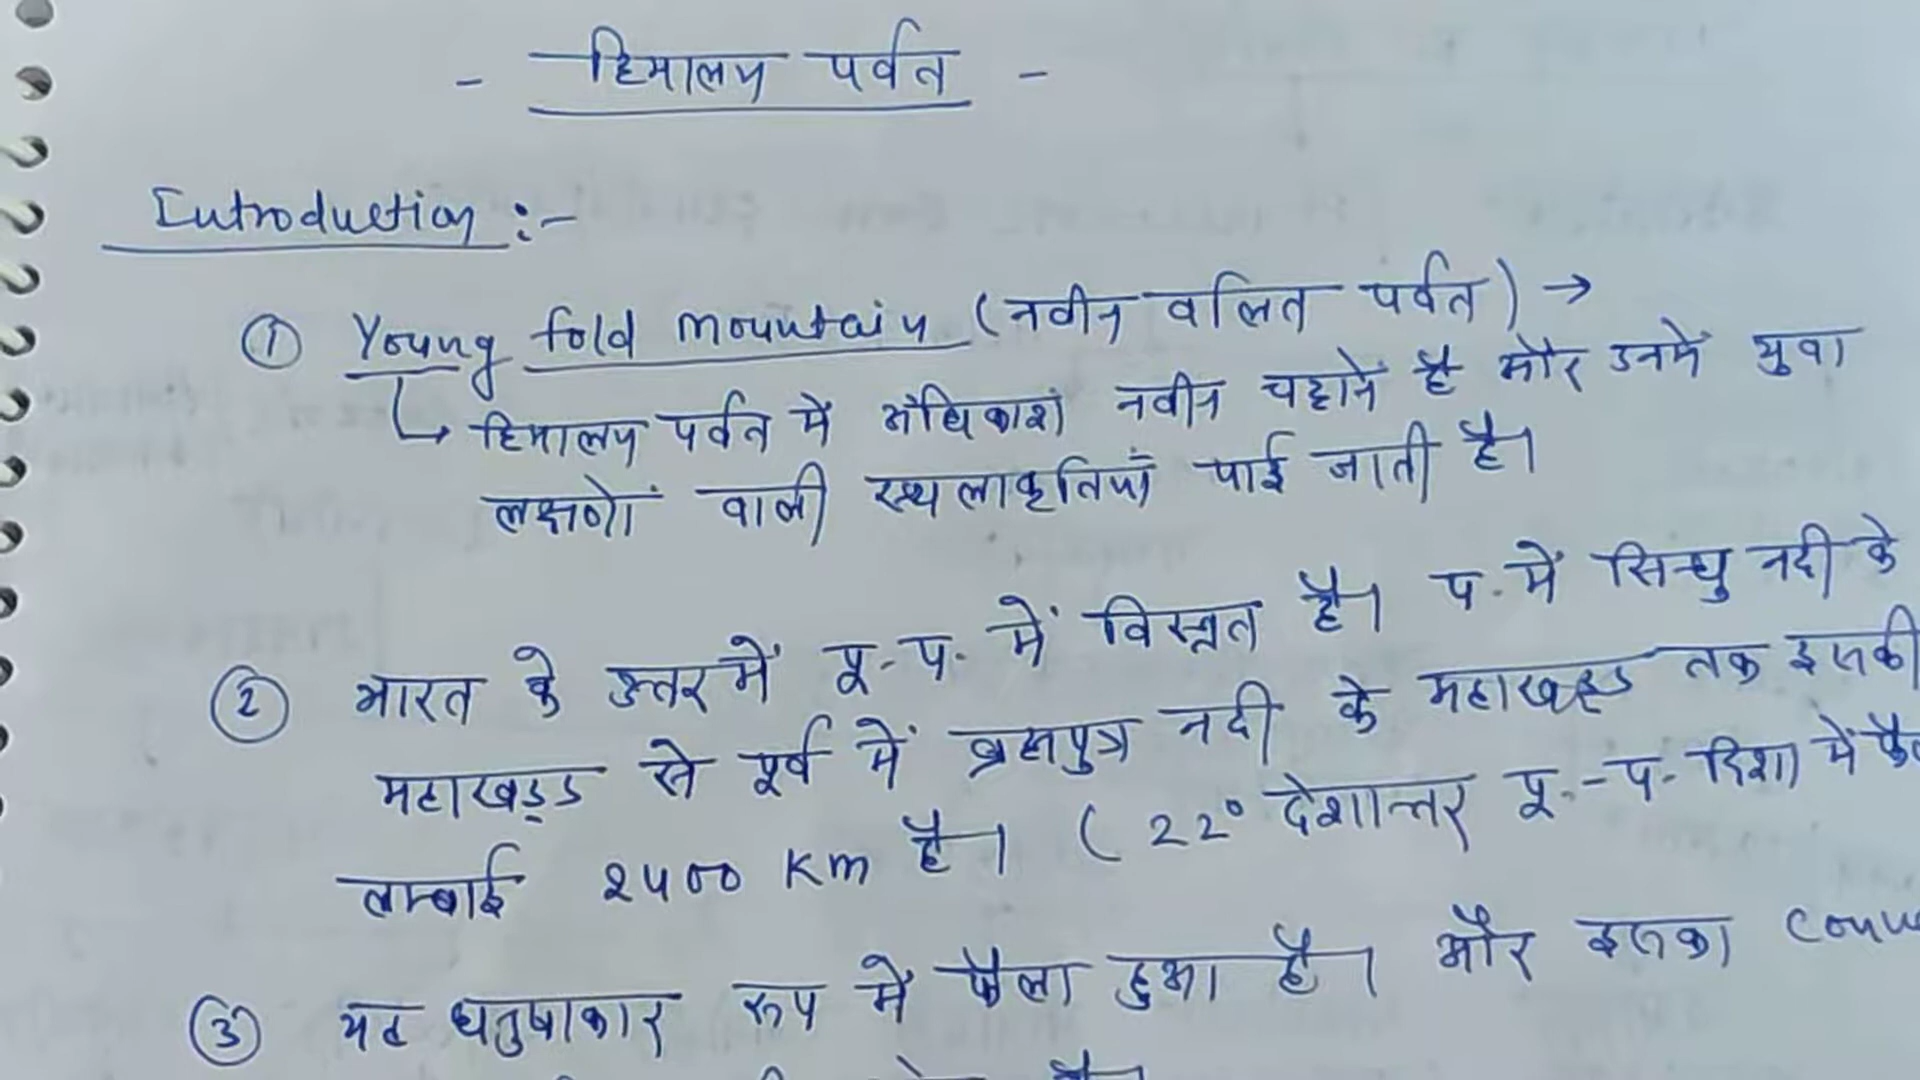 - हिमालय पर्वत -
Introduction :-
① Young fold mountain (नवीन वलित पर्वत) →
↳ हिमालय पर्वत में अधिकाशं नवीन चट्टानें है और उनमें युवा
लक्षणों वाली स्थलाकृतियाँ पाई जाती है।
② भारत के उत्तर में पू.-प. में विस्तृत है। प. में सिन्धु नदी के
महाखड्ड से पूर्व में ब्रह्मपुत्र नदी के महाखड्ड तक इसकी
लम्बाई 2400 Km है। ( 22° देशान्तर पू.-प. दिशा में
③ यह धनुषाकार रूप में फैला हुआ है। और इसका